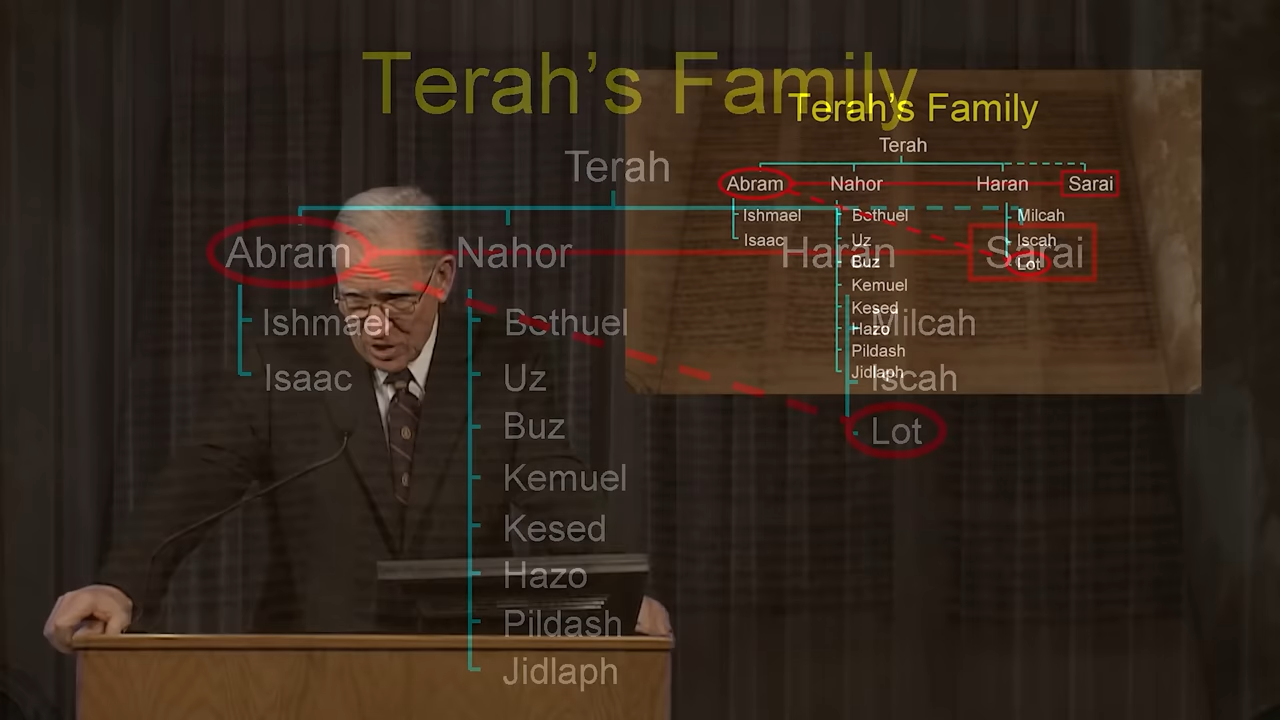 Terah's Family
Terah
Abram Nahor Haran Sarai
Ishmael Bethuel Milcah
Isaac Uz Iscah
Buz Lot
Kemuel
Kesed
Hazo
Pildash
Jidlaph
Terah's Family
Terah
Abram Nahor Haran Sarai
Ishmael Bethuel Milcah
Isaac Uz Iscah
Buz Lot
Kemuel
Kesed
Hazo
Pildash
Jidlaph